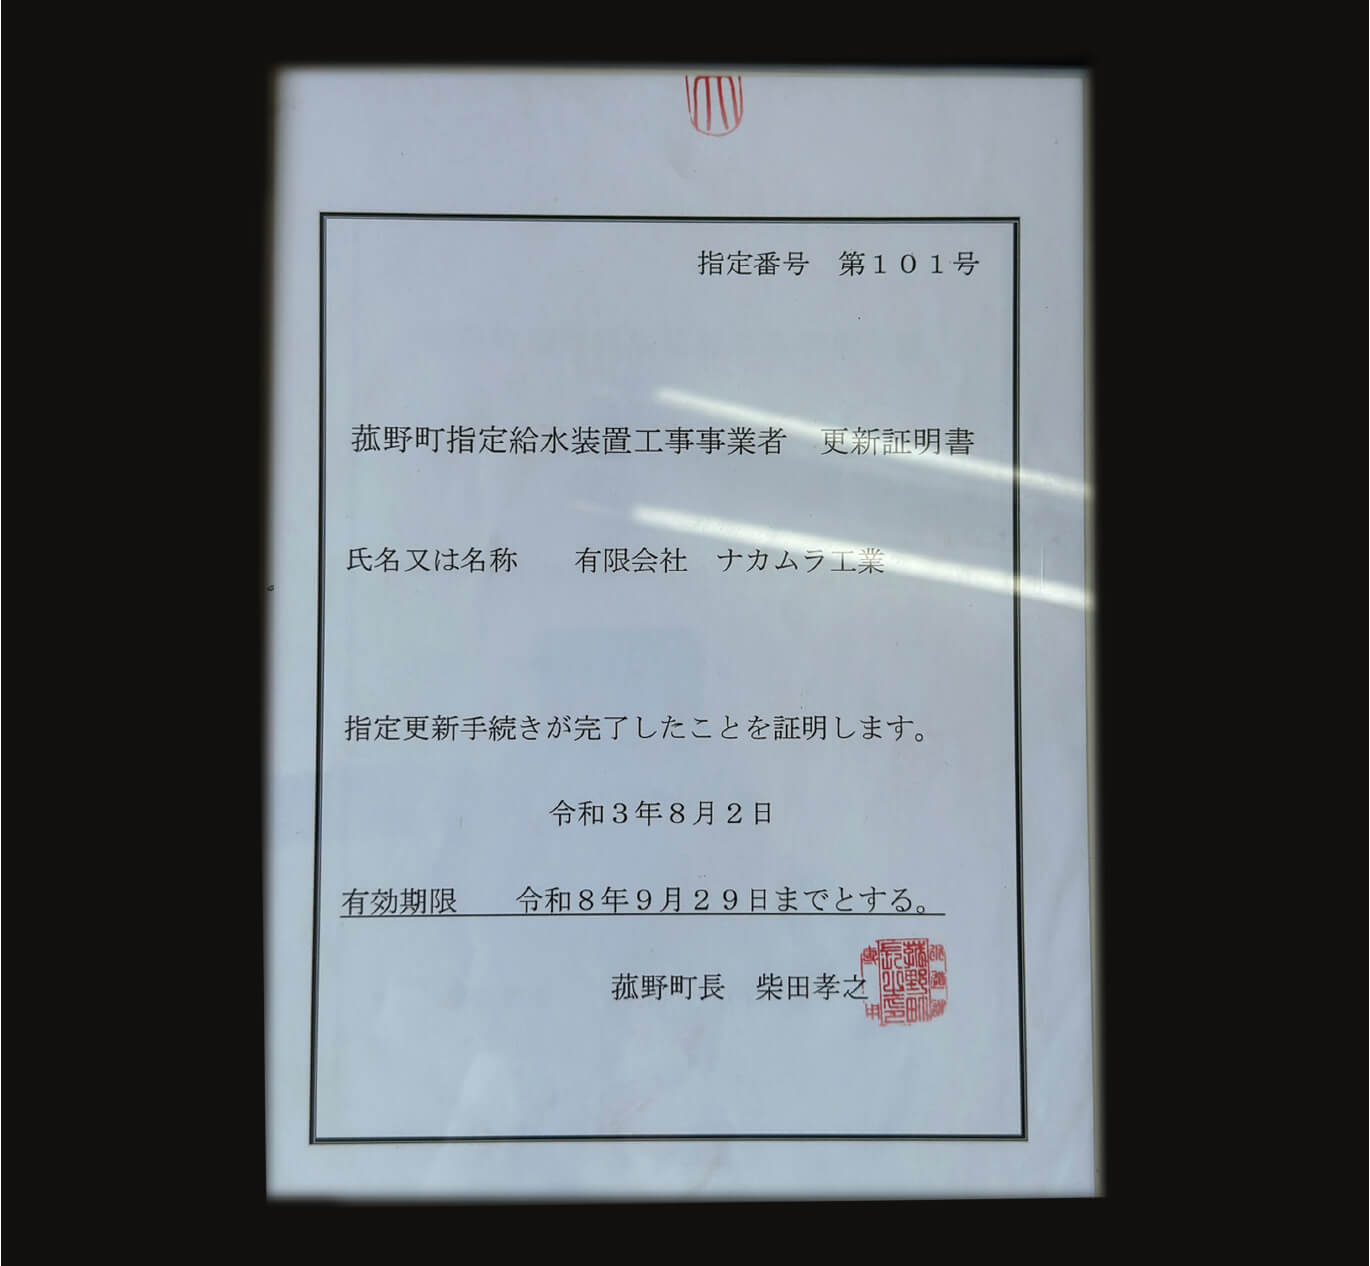 指定番号　第１０１号
菰野町指定給水装置工事事業者　更新証明書
氏名又は名称　　有限会社　ナカムラ工業
指定更新手続きが完了したことを証明します。
令和３年８月２日
有効期限　　令和８年９月２９日までとする。
菰野町長　柴田孝之